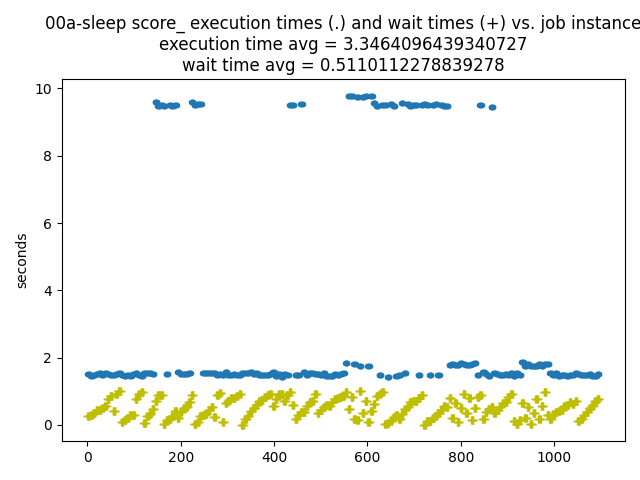 00a-sleep score_ execution times (.) and wait times (+) vs. job instance
execution time avg = 3.3464096439340727
wait time avg = 0.5110112278839278
10
8
6
4
2
0
seconds
0 200 400 600 800 1000